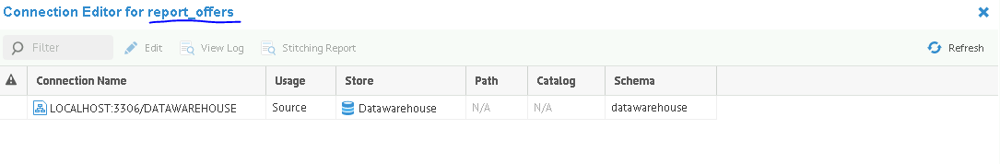 Connection Editor for report_offers
Filter Edit View Log Stitching Report Refresh
Connection Name Usage Store Path Catalog Schema
LOCALHOST:3306/DATAWAREHOUSE Source Datawarehouse N/A N/A datawarehouse